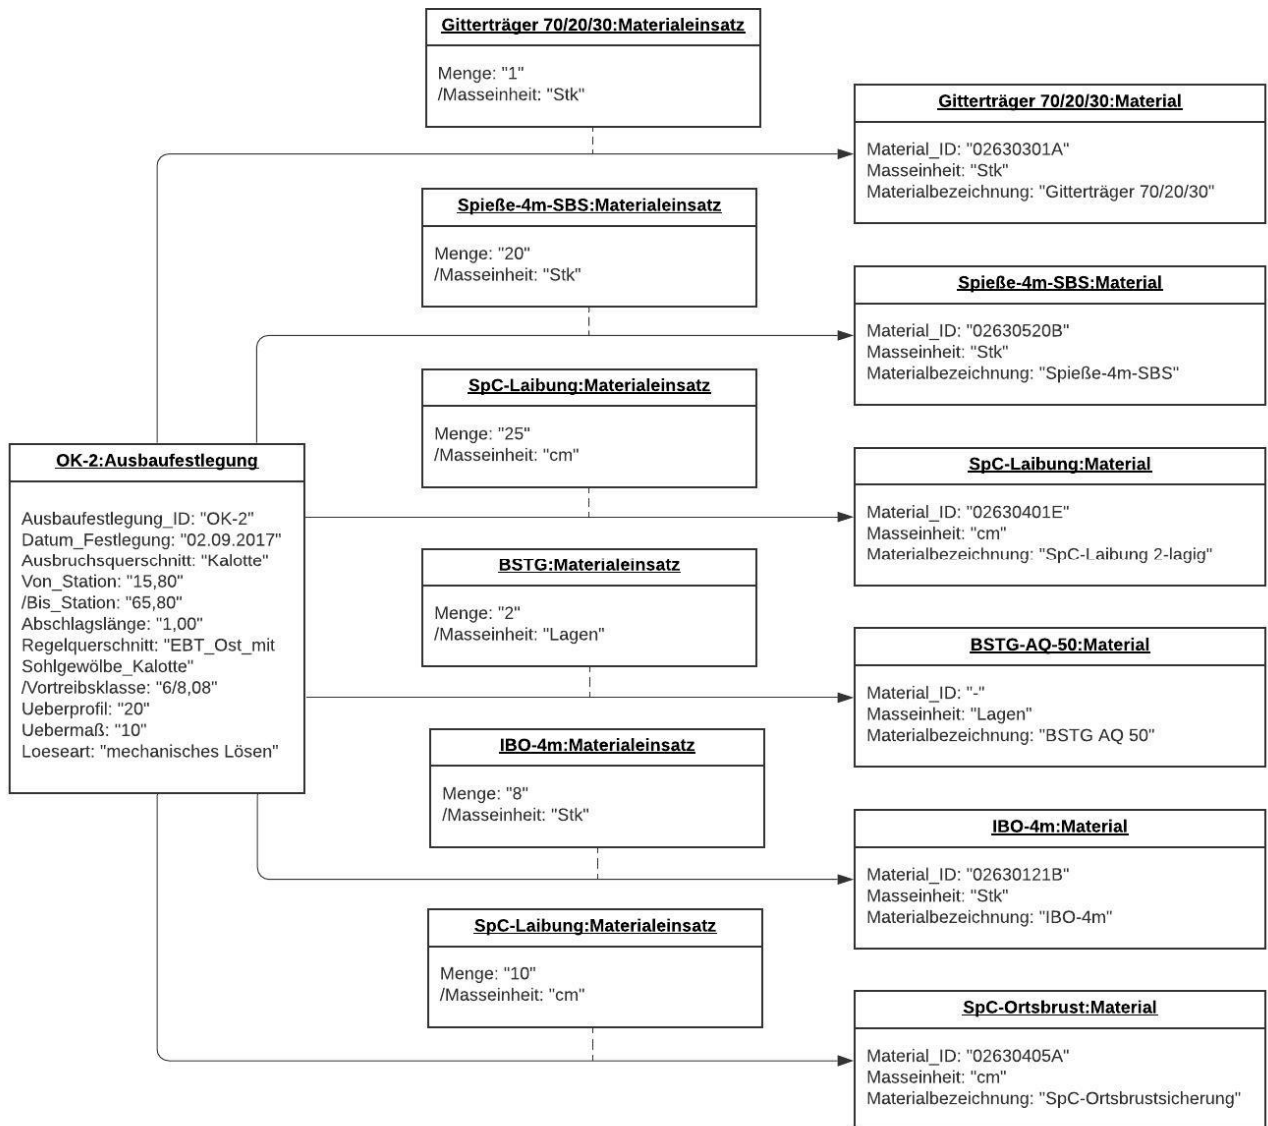 Gitterträger 70/20/30:Materialeinsatz
Menge: "1"
/Masseinheit: "Stk"
Gitterträger 70/20/30:Material
Material_ID: "02630301A"
Masseinheit: "Stk"
Materialbezeichnung: "Gitterträger 70/20/30"
Spieße-4m-SBS:Materialeinsatz
Menge: "20"
/Masseinheit: "Stk"
Spieße-4m-SBS:Material
Material_ID: "02630520B"
Masseinheit: "Stk"
Materialbezeichnung: "Spieße-4m-SBS"
SpC-Laibung:Materialeinsatz
Menge: "25"
/Masseinheit: "cm"
OK-2:Ausbaufestlegung
Ausbaufestlegung_ID: "OK-2"
Datum_Festlegung: "02.09.2017"
Ausbruchsquerschnitt: "Kalotte"
Von_Station: "15,80"
/Bis_Station: "65,80"
Abschlagslänge: "1,00"
Regelquerschnitt: "EBT_Ost_mit
Sohlgewölbe_Kalotte"
/Vortreibsklasse: "6/8,08"
Ueberprofil: "20"
Uebermaß: "10"
Loeseart: "mechanisches Lösen"
SpC-Laibung:Material
Material_ID: "02630401E"
Masseinheit: "cm"
Materialbezeichnung: "SpC-Laibung 2-lagig"
BSTG:Materialeinsatz
Menge: "2"
/Masseinheit: "Lagen"
BSTG-AQ-50:Material
Material_ID: "-"
Masseinheit: "Lagen"
Materialbezeichnung: "BSTG AQ 50"
IBO-4m:Materialeinsatz
Menge: "8"
/Masseinheit: "Stk"
IBO-4m:Material
Material_ID: "02630121B"
Masseinheit: "Stk"
Materialbezeichnung: "IBO-4m"
SpC-Laibung:Materialeinsatz
Menge: "10"
/Masseinheit: "cm"
SpC-Ortsbrust:Material
Material_ID: "02630405A"
Masseinheit: "cm"
Materialbezeichnung: "SpC-Ortsbrustsicherung"